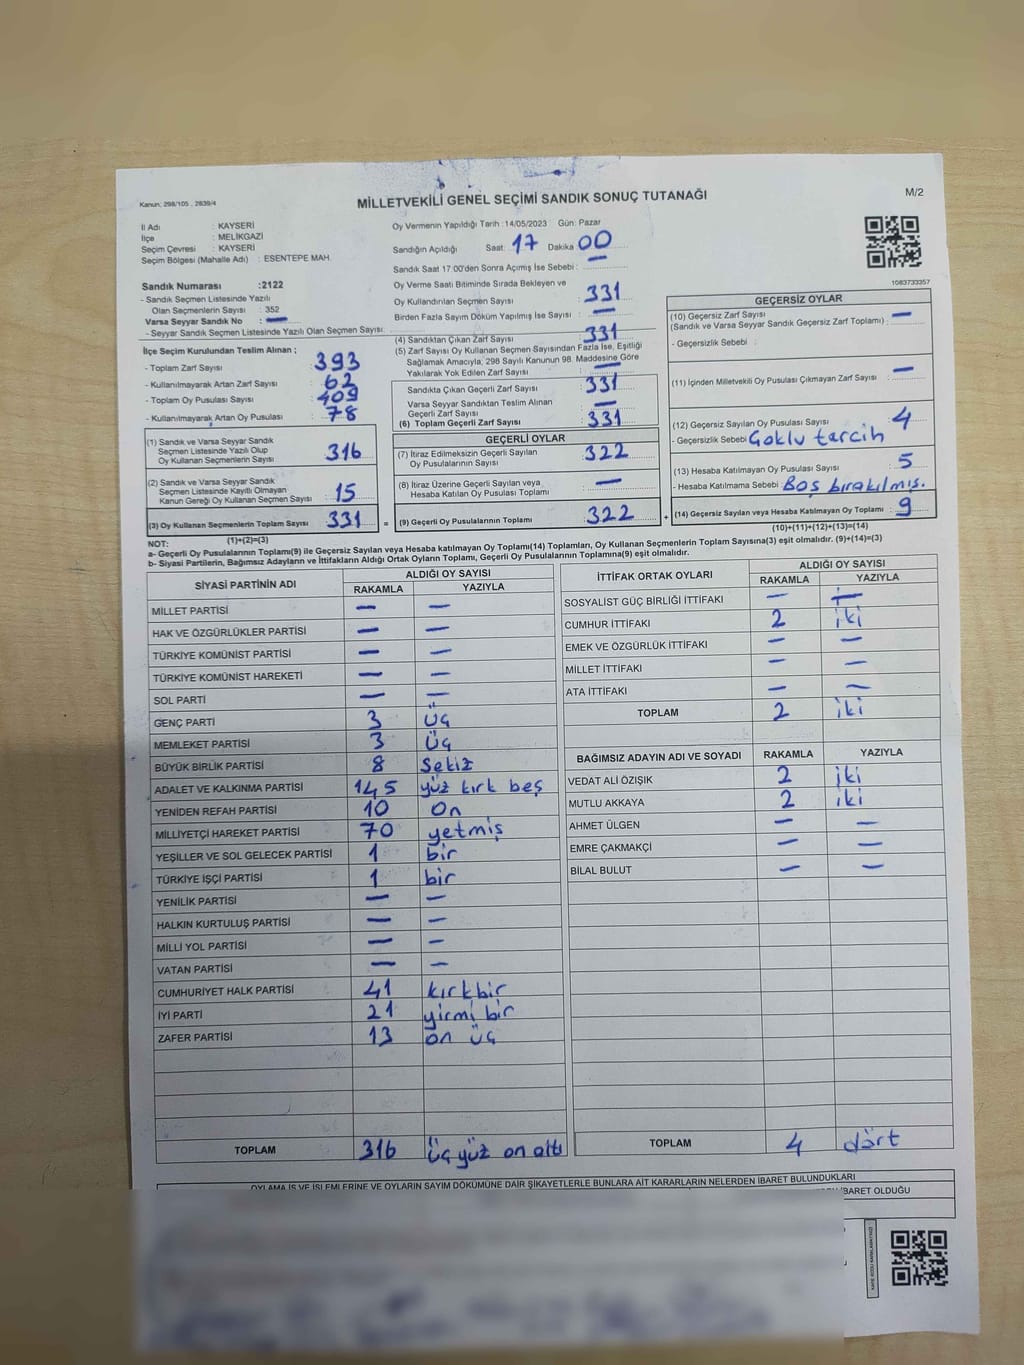 Kanun: 298/105 , 2839/4
MİLLETVEKİLİ GENEL SEÇİMİ SANDIK SONUÇ TUTANAĞI
M/2
İl Adı : KAYSERİ
İlçe : MELİKGAZİ
Seçim Çevresi : KAYSERİ
Seçim Bölgesi (Mahalle Adı) : ESENTEPE MAH.
Sandık Numarası :2122
- Sandık Seçmen Listesinde Yazılı
Olan Seçmenlerin Sayısı : 352
Varsa Seyyar Sandık No : —
- Seyyar Sandık Seçmen Listesinde Yazılı Olan Seçmen Sayısı:
İlçe Seçim Kurulundan Teslim Alınan ;
- Toplam Zarf Sayısı : 393
- Kullanılmayarak Artan Zarf Sayısı : 62
- Toplam Oy Pusulası Sayısı : 409
- Kullanılmayarak Artan Oy Pusulası : 78
(1) Sandık ve Varsa Seyyar Sandık
Seçmen Listesinde Yazılı Olup
Oy Kullanan Seçmenlerin Sayısı : 316
(2) Sandık ve Varsa Seyyar Sandık
Seçmen Listesinde Kayıtlı Olmayan
Kanun Gereği Oy Kullanan Seçmen Sayısı : 15
(3) Oy Kullanan Seçmenlerin Toplam Sayısı : 331 =
(1)+(2)=(3)
Oy Vermenin Yapıldığı Tarih :14/05/2023 Gün: Pazar
Sandığın Açıldığı Saat: 17 Dakika 00
Sandık Saat 17:00'den Sonra Açımış İse Sebebi : —
Oy Verme Saati Bitiminde Sırada Bekleyen ve
Oy Kullandırılan Seçmen Sayısı : 331
Birden Fazla Sayım Döküm Yapılmış İse Sayısı : —
(4) Sandıktan Çıkan Zarf Sayısı : 331
(5) Zarf Sayısı Oy Kullanan Seçmen Sayısından Fazla İse, Eşitliği
Sağlamak Amacıyla, 298 Sayılı Kanunun 98. Maddesine Göre
Yakılarak Yok Edilen Zarf Sayısı : —
Sandıkta Çıkan Geçerli Zarf Sayısı : 331
Varsa Seyyar Sandıktan Teslim Alınan
Geçerli Zarf Sayısı : —
(6) Toplam Geçerli Zarf Sayısı : 331
GEÇERLİ OYLAR
(7) İtiraz Edilmeksizin Geçerli Sayılan
Oy Pusulalarının Sayısı : 322
(8) İtiraz Üzerine Geçerli Sayılan veya
Hesaba Katılan Oy Pusulası Toplamı : —
(9) Geçerli Oy Pusulalarının Toplamı : 322 +
1083733357
GEÇERSİZ OYLAR
(10) Geçersiz Zarf Sayısı
(Sandık ve Varsa Seyyar Sandık Geçersiz Zarf Toplamı) : —
- Geçersizlik Sebebi :
(11) İçinden Milletvekili Oy Pusulası Çıkmayan Zarf Sayısı : —
(12) Geçersiz Sayılan Oy Pusulası Sayısı : 4
- Geçersizlik Sebebi Çoklu tercih
(13) Hesaba Katılmayan Oy Pusulası Sayısı : 5
- Hesaba Katılmama Sebebi : Boş bırakılmış.
(14) Geçersiz Sayılan veya Hesaba Katılmayan Oy Toplamı : 9
(10)+(11)+(12)+(13)=(14)
NOT:
a- Geçerli Oy Pusulalarının Toplamı(9) ile Geçersiz Sayılan veya Hesaba katılmayan Oy Toplamı(14) Toplamları, Oy Kullanan Seçmenlerin Toplam Sayısına(3) eşit olmalıdır. (9)+(14)=(3)
b- Siyasi Partilerin, Bağımsız Adayların ve İttifakların Aldığı Ortak Oyların Toplamı, Geçerli Oy Pusulalarının Toplamına(9) eşit olmalıdır.
SİYASİ PARTİNİN ADI ALDIĞI OY SAYISI
RAKAMLA YAZIYLA
MİLLET PARTİSİ — —
HAK VE ÖZGÜRLÜKLER PARTİSİ — —
TÜRKİYE KOMÜNİST PARTİSİ — —
TÜRKİYE KOMÜNİST HAREKETİ — —
SOL PARTİ — —
GENÇ PARTİ 3 üç
MEMLEKET PARTİSİ 3 üç
BÜYÜK BİRLİK PARTİSİ 8 sekiz
ADALET VE KALKINMA PARTİSİ 145 yüz kırk beş
YENİDEN REFAH PARTİSİ 10 on
MİLLİYETÇİ HAREKET PARTİSİ 70 yetmiş
YEŞİLLER VE SOL GELECEK PARTİSİ 1 bir
TÜRKİYE İŞÇİ PARTİSİ 1 bir
YENİLİK PARTİSİ — —
HALKIN KURTULUŞ PARTİSİ — —
MİLLİ YOL PARTİSİ — —
VATAN PARTİSİ — —
CUMHURİYET HALK PARTİSİ 41 kırkbir
İYİ PARTİ 21 yirmi bir
ZAFER PARTİSİ 13 on üç
TOPLAM 316 üç yüz on altı
İTTİFAK ORTAK OYLARI ALDIĞI OY SAYISI
RAKAMLA YAZIYLA
SOSYALİST GÜÇ BİRLİĞİ İTTİFAKI — —
CUMHUR İTTİFAKI 2 iki
EMEK VE ÖZGÜRLÜK İTTİFAKI — —
MİLLET İTTİFAKI — —
ATA İTTİFAKI — —
TOPLAM 2 iki
BAĞIMSIZ ADAYIN ADI VE SOYADI RAKAMLA YAZIYLA
VEDAT ALİ ÖZIŞIK 2 iki
MUTLU AKKAYA 2 iki
AHMET ÜLGEN — —
EMRE ÇAKMAKÇİ — —
BİLAL BULUT — —
TOPLAM 4 dört
OYLAMA İŞ VE İŞLEMLERİNE VE OYLARIN SAYIM DÖKÜMÜNE DAİR ŞİKAYETLERLE BUNLARA AİT KARARLARIN NELERDEN İBARET BULUNDUKLARI
İBARET OLDUĞU